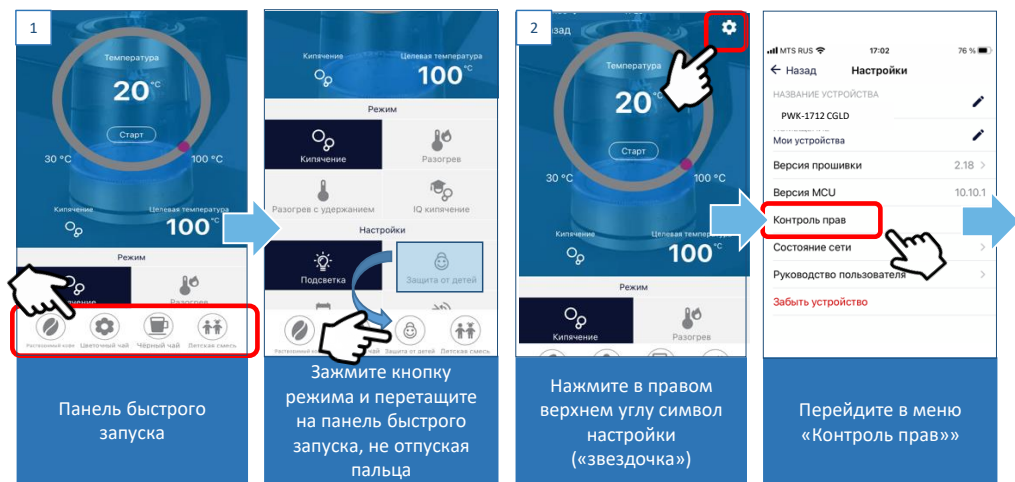 1
Температура
20 °C
Старт
30 °C
100 °C
Кипячение
Целевая температура
100 °C
Режим
Разогрев
Растворимый кофе
Цветочный чай
Чёрный чай
Детская смесь
Панель быстрого
запуска
Кипячение
Целевая температура
100 °C
Режим
Кипячение
Разогрев
Разогрев с удержанием
IQ кипячение
Настройки
Подсветка
Защита от детей
чай
Защита от детей
Детская смесь
Зажмите кнопку
режима и перетащите
на панель быстрого
запуска, не отпуская
пальца
2
Температура
20
Старт
30 °C
100 °C
Кипячение
100 °C
Режим
Кипячение
Разогрев
Нажмите в правом
верхнем углу символ
настройки
(«звездочка»)
MTS RUS
17:02
76 %
← Назад
Настройки
НАЗВАНИЕ УСТРОЙСТВА
PWK-1712 CGLD
Мои устройства
Версия прошивки
2.18 >
Версия MCU
10.10.1
Контроль прав
Состояние сети >
Руководство пользователя >
Забыть устройство
Перейдите в меню
«Контроль прав»»